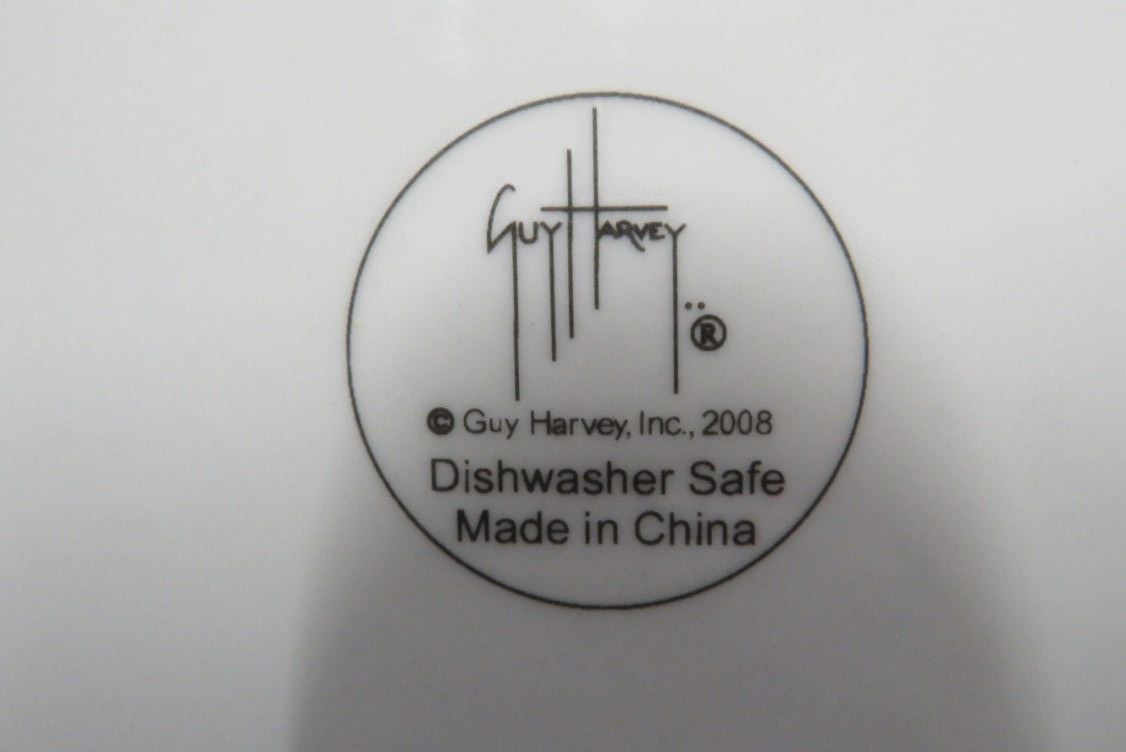 Guy Harvey
®
© Guy Harvey, Inc., 2008
Dishwasher Safe
Made in China